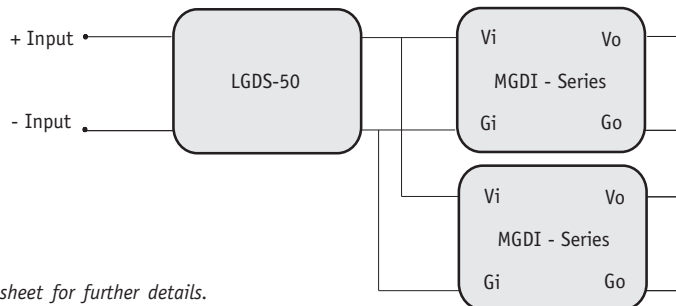 + Input
- Input
LGDS-50
Vi Vo
MGDI - Series
Gi Go
Vi Vo
MGDI - Series
Gi Go
sheet for further details.